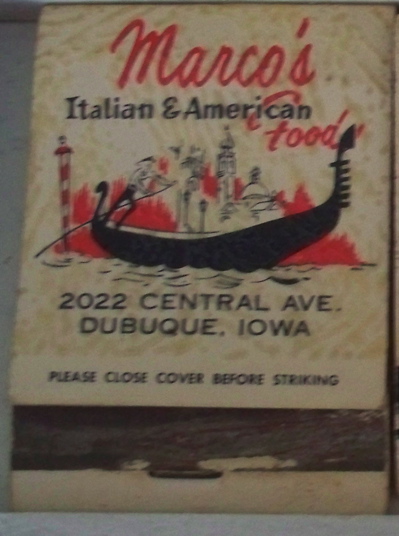 Marco's
Italian & American
Food
2022 CENTRAL AVE.
DUBUQUE, IOWA
PLEASE CLOSE COVER BEFORE STRIKING